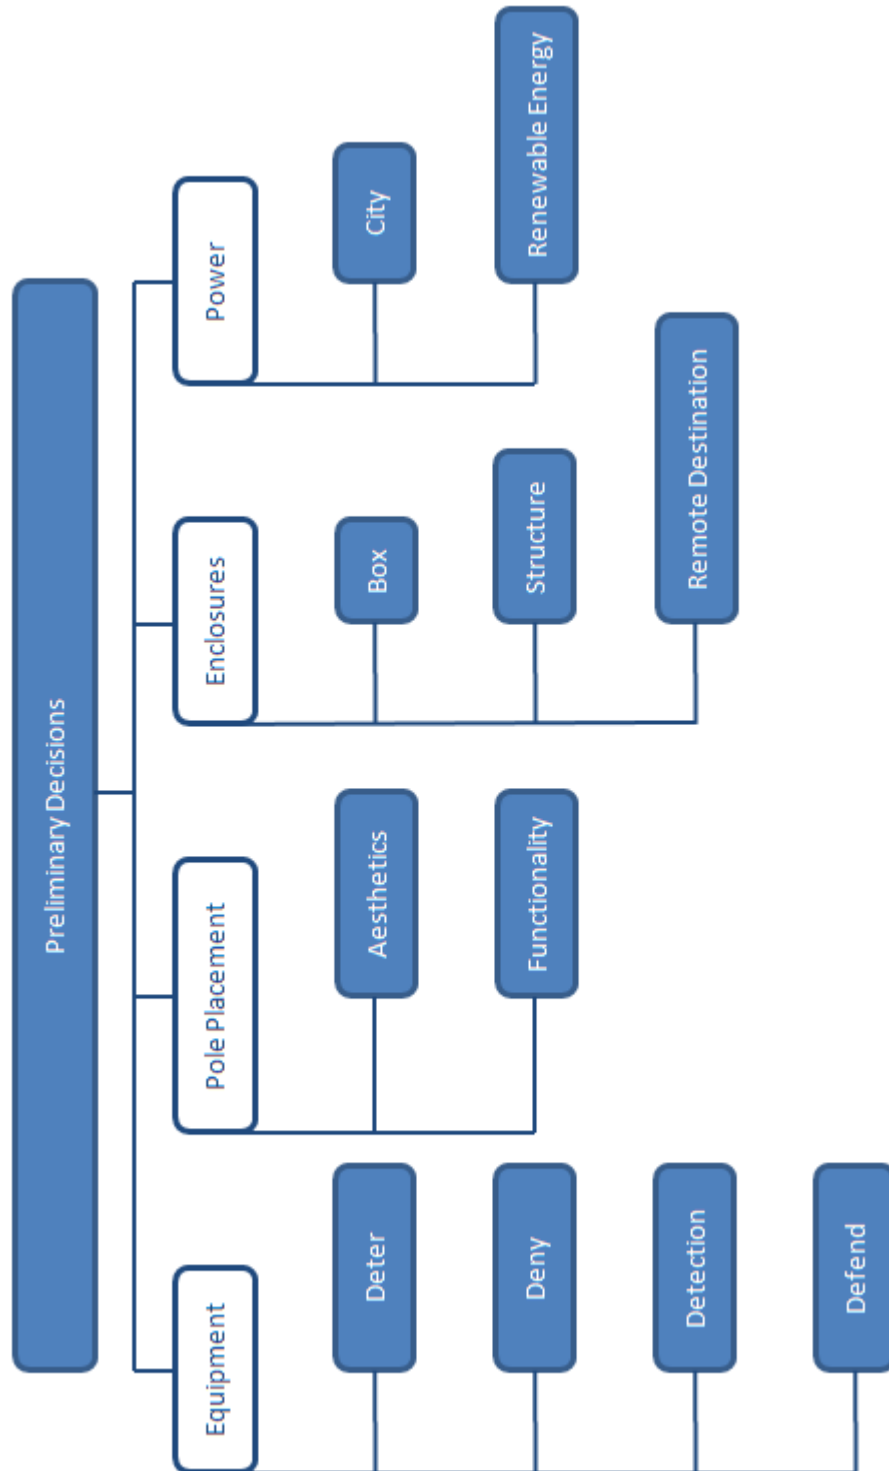 Preliminary Decisions
Equipment
Deter
Deny
Detection
Defend
Pole Placement
Aesthetics
Functionality
Enclosures
Box
Structure
Remote Destination
Power
City
Renewable Energy